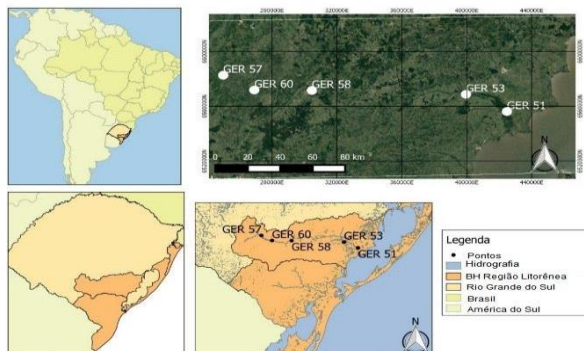 280000E 320000E 360000E 400000E 440000E
GER 57
GER 60
GER 58
GER 53
GER 51
0 20 40 60 80 km
N
GER 57
GER 60
GER 58
GER 53
GER 51
N
Legenda
Pontos
Hidrografia
BH Região Litorênea
Rio Grande do Sul
Brasil
América do Sul